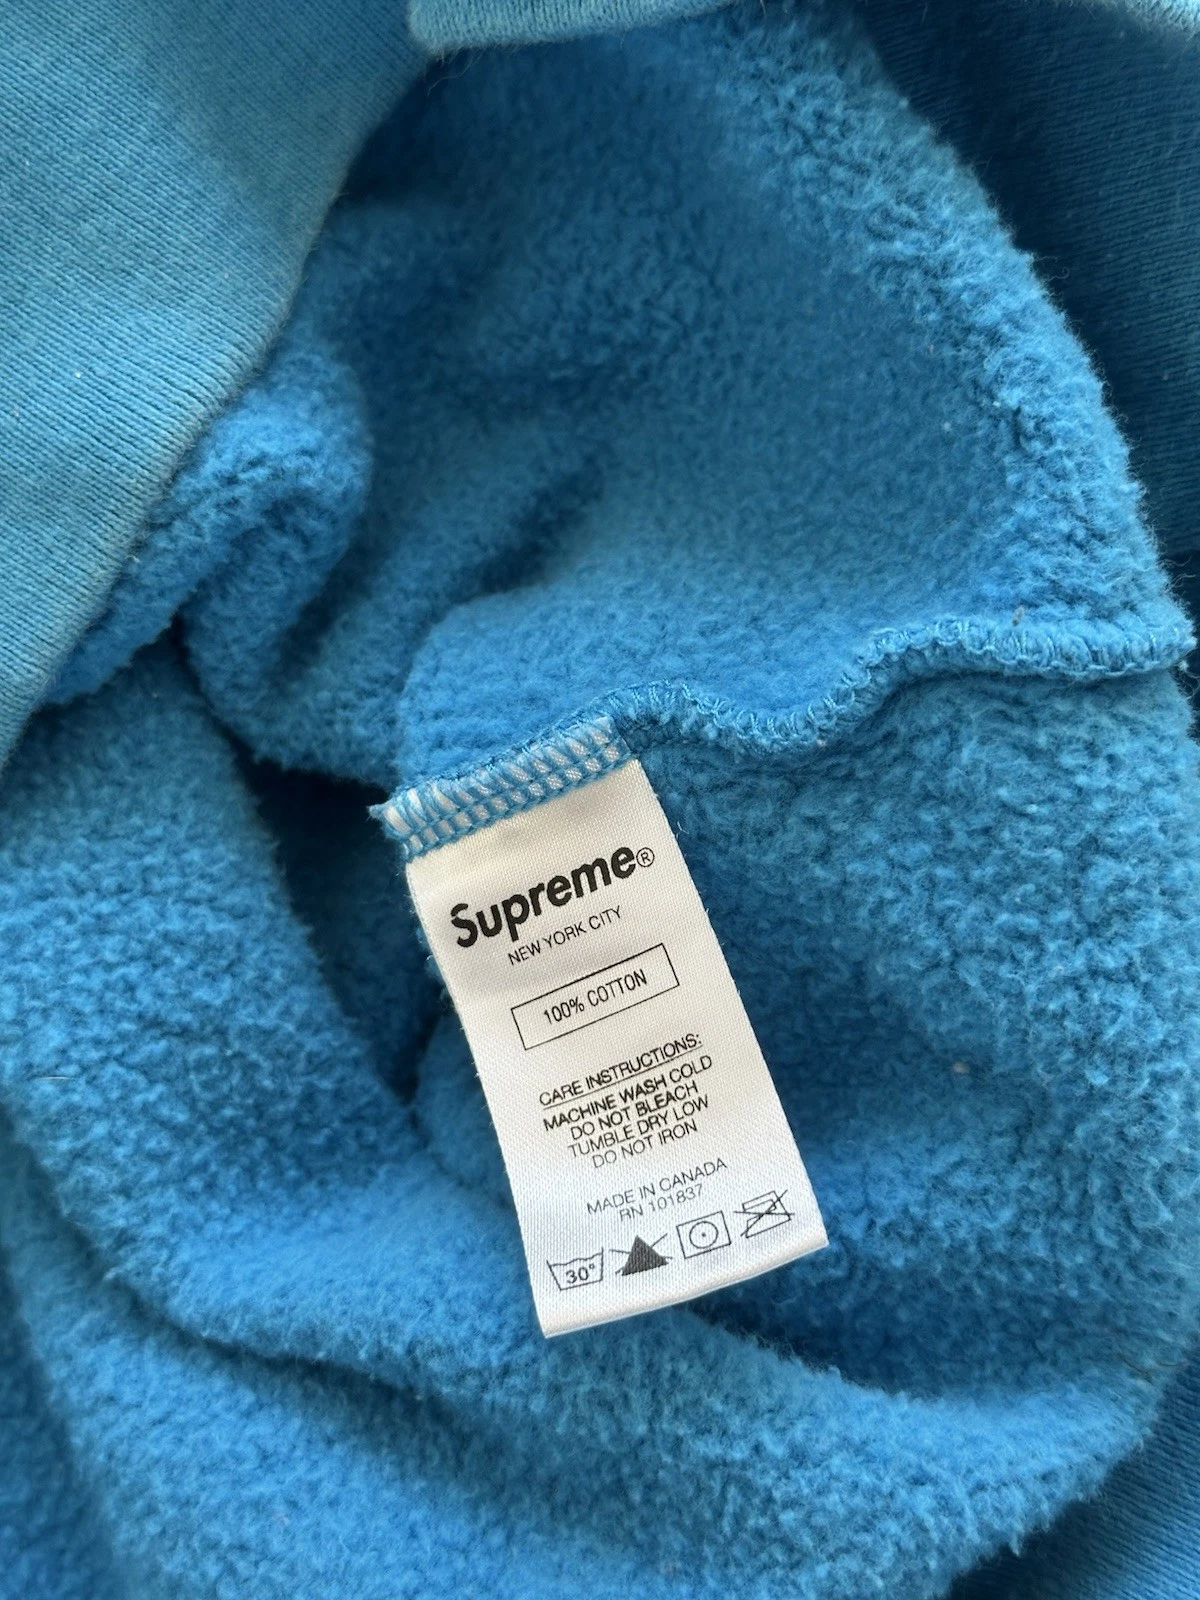 Supreme®
NEW YORK CITY
100% COTTON
CARE INSTRUCTIONS:
MACHINE WASH COLD
DO NOT BLEACH
TUMBLE DRY LOW
DO NOT IRON
MADE IN CANADA
RN 101837
30°